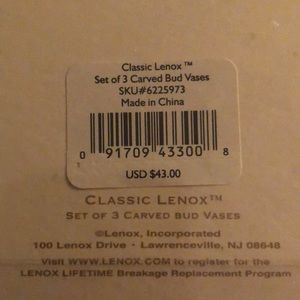 Classic Lenox™
Set of 3 Carved Bud Vases
SKU#6225973
Made in China
0 91709 43300 8
USD $43.00
CLASSIC LENOX™
SET OF 3 CARVED BUD VASES
©Lenox, Incorporated
100 Lenox Drive • Lawrenceville, NJ 08648
VISIT WWW.LENOX.COM to register for the
LENOX LIFETIME Breakage Replacement Program